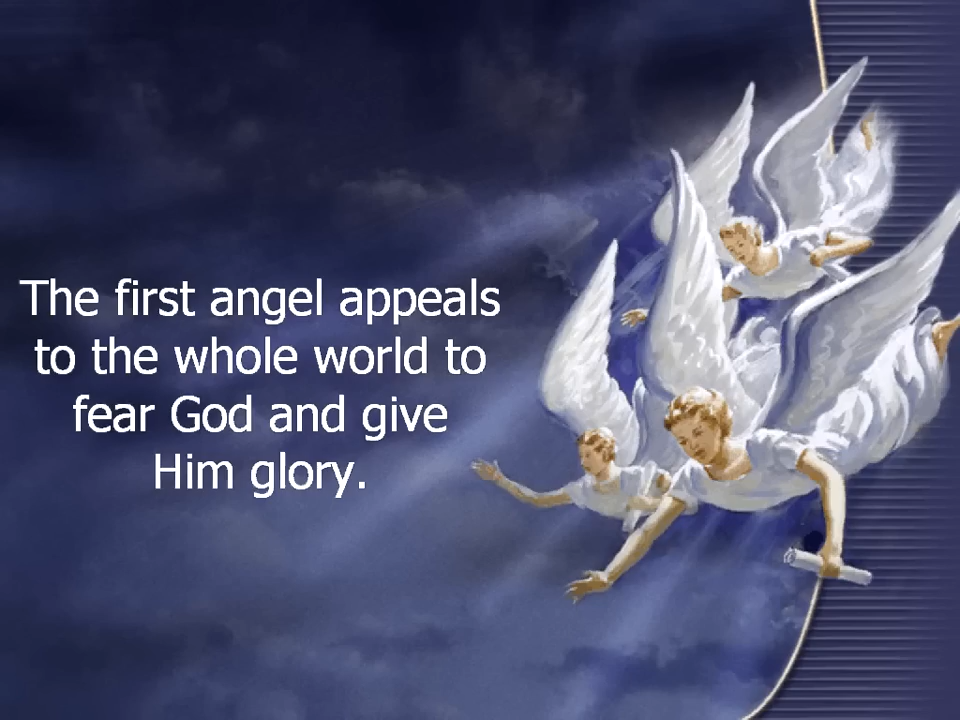 The first angel appeals
to the whole world to
fear God and give
Him glory.